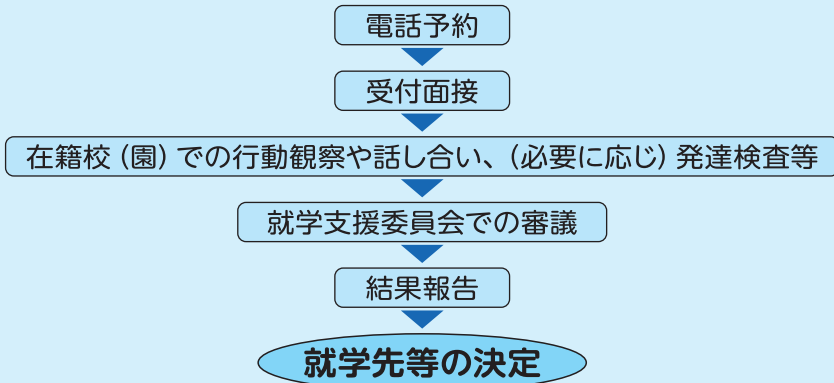 電話予約
受付面接
在籍校（園）での行動観察や話し合い、（必要に応じ）発達検査等
就学支援委員会での審議
結果報告
就学先等の決定